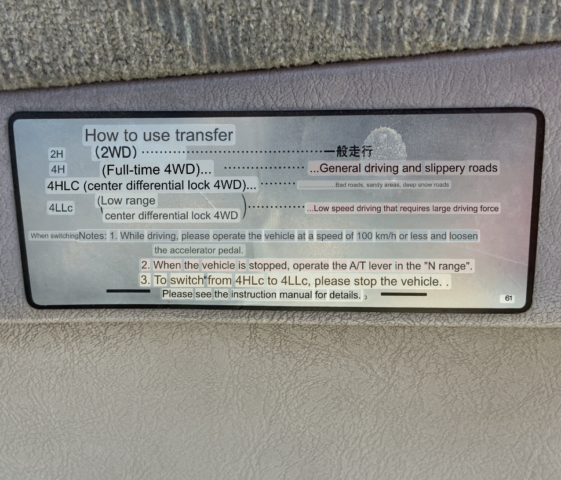 How to use transfer
2H (2WD) ........................ 一般走行
4H (Full-time 4WD)... .............. ...General driving and slippery roads
4HLC (center differential lock 4WD)... ........ Bad roads, sandy areas, deep snow roads
4LLc (Low range center differential lock 4WD) .............. ...Low speed driving that requires large driving force
When switching Notes: 1. While driving, please operate the vehicle at a speed of 100 km/h or less and loosen
the accelerator pedal.
2. When the vehicle is stopped, operate the A/T lever in the "N range".
3. To switch from 4HLc to 4LLc, please stop the vehicle. .
Please see the instruction manual for details.
61